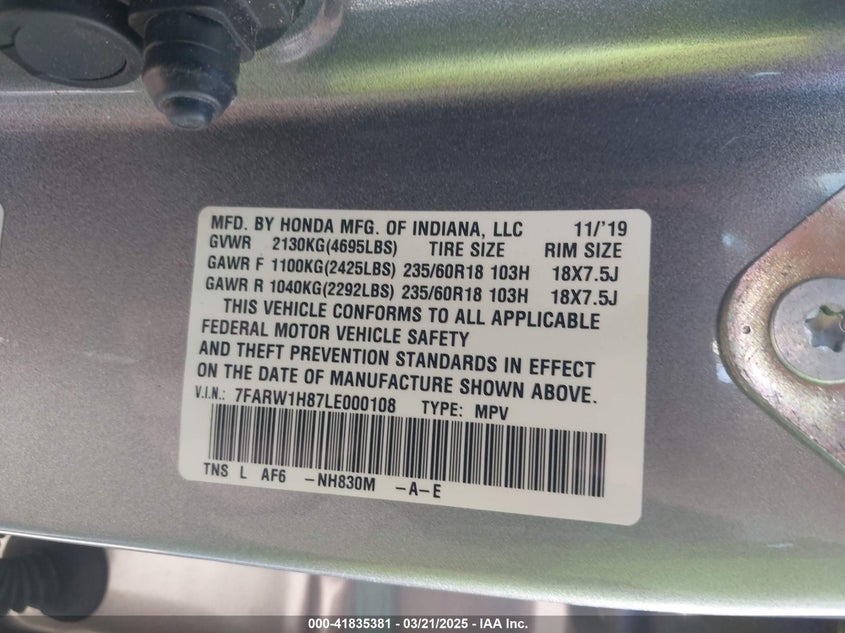 MFD. BY HONDA MFG. OF INDIANA, LLC 11/'19
GVWR 2130KG(4695LBS) TIRE SIZE RIM SIZE
GAWR F 1100KG(2425LBS) 235/60R18 103H 18X7.5J
GAWR R 1040KG(2292LBS) 235/60R18 103H 18X7.5J
THIS VEHICLE CONFORMS TO ALL APPLICABLE
FEDERAL MOTOR VEHICLE SAFETY
AND THEFT PREVENTION STANDARDS IN EFFECT
ON THE DATE OF MANUFACTURE SHOWN ABOVE.
V.I.N.: 7FARW1H87LE000108 TYPE: MPV
TNS L AF6 -NH830M -A-E
000-41835381 - 03/21/2025 - IAA Inc.